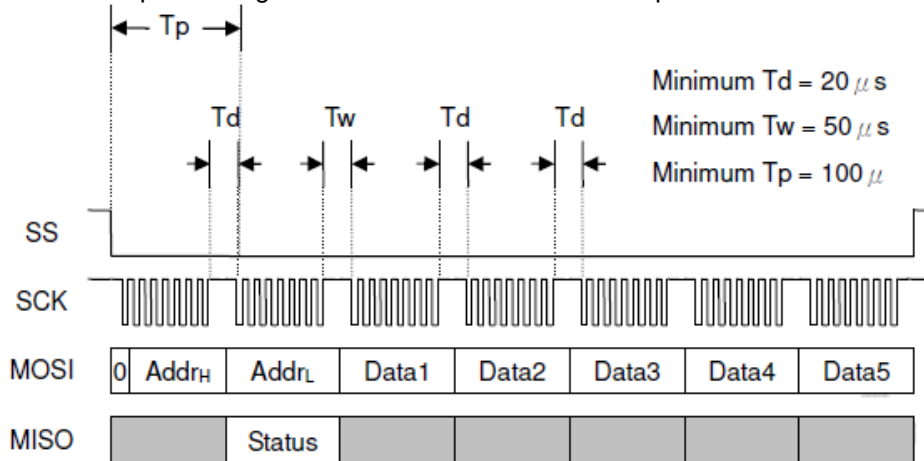 Tp
Minimum Td = 20 μs
Td Tw Td Td
Minimum Tw = 50 μs
Minimum Tp = 100 μ
SS
SCK
MOSI 0 AddrH AddrL Data1 Data2 Data3 Data4 Data5
MISO Status